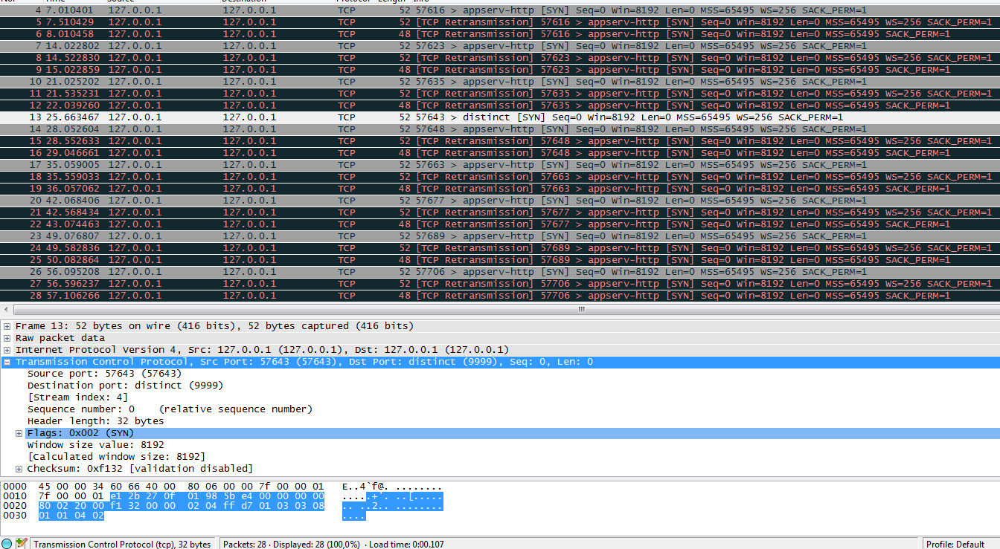 No. Time Source Destination Protocol Length Info
4 7.010401 127.0.0.1 127.0.0.1 TCP 52 57616 > appserv-http [SYN] Seq=0 Win=8192 Len=0 MSS=65495 WS=256 SACK_PERM=1
5 7.510429 127.0.0.1 127.0.0.1 TCP 52 [TCP Retransmission] 57616 > appserv-http [SYN] Seq=0 Win=8192 Len=0 MSS=65495 WS=256 SACK_PERM=1
6 8.010458 127.0.0.1 127.0.0.1 TCP 48 [TCP Retransmission] 57616 > appserv-http [SYN] Seq=0 Win=8192 Len=0 MSS=65495 SACK_PERM=1
7 14.022802 127.0.0.1 127.0.0.1 TCP 52 57623 > appserv-http [SYN] Seq=0 Win=8192 Len=0 MSS=65495 WS=256 SACK_PERM=1
8 14.522830 127.0.0.1 127.0.0.1 TCP 52 [TCP Retransmission] 57623 > appserv-http [SYN] Seq=0 Win=8192 Len=0 MSS=65495 WS=256 SACK_PERM=1
9 15.022859 127.0.0.1 127.0.0.1 TCP 48 [TCP Retransmission] 57623 > appserv-http [SYN] Seq=0 Win=8192 Len=0 MSS=65495 SACK_PERM=1
10 21.025202 127.0.0.1 127.0.0.1 TCP 52 57635 > appserv-http [SYN] Seq=0 Win=8192 Len=0 MSS=65495 WS=256 SACK_PERM=1
11 21.535231 127.0.0.1 127.0.0.1 TCP 52 [TCP Retransmission] 57635 > appserv-http [SYN] Seq=0 Win=8192 Len=0 MSS=65495 WS=256 SACK_PERM=1
12 22.039260 127.0.0.1 127.0.0.1 TCP 48 [TCP Retransmission] 57635 > appserv-http [SYN] Seq=0 Win=8192 Len=0 MSS=65495 SACK_PERM=1
13 25.663467 127.0.0.1 127.0.0.1 TCP 52 57643 > distinct [SYN] Seq=0 Win=8192 Len=0 MSS=65495 WS=256 SACK_PERM=1
14 28.052604 127.0.0.1 127.0.0.1 TCP 52 57648 > appserv-http [SYN] Seq=0 Win=8192 Len=0 MSS=65495 WS=256 SACK_PERM=1
15 28.552633 127.0.0.1 127.0.0.1 TCP 52 [TCP Retransmission] 57648 > appserv-http [SYN] Seq=0 Win=8192 Len=0 MSS=65495 WS=256 SACK_PERM=1
16 29.046661 127.0.0.1 127.0.0.1 TCP 48 [TCP Retransmission] 57648 > appserv-http [SYN] Seq=0 Win=8192 Len=0 MSS=65495 SACK_PERM=1
17 35.059005 127.0.0.1 127.0.0.1 TCP 52 57663 > appserv-http [SYN] Seq=0 Win=8192 Len=0 MSS=65495 WS=256 SACK_PERM=1
18 35.559033 127.0.0.1 127.0.0.1 TCP 52 [TCP Retransmission] 57663 > appserv-http [SYN] Seq=0 Win=8192 Len=0 MSS=65495 WS=256 SACK_PERM=1
19 36.057062 127.0.0.1 127.0.0.1 TCP 48 [TCP Retransmission] 57663 > appserv-http [SYN] Seq=0 Win=8192 Len=0 MSS=65495 SACK_PERM=1
20 42.068406 127.0.0.1 127.0.0.1 TCP 52 57677 > appserv-http [SYN] Seq=0 Win=8192 Len=0 MSS=65495 WS=256 SACK_PERM=1
21 42.568434 127.0.0.1 127.0.0.1 TCP 52 [TCP Retransmission] 57677 > appserv-http [SYN] Seq=0 Win=8192 Len=0 MSS=65495 WS=256 SACK_PERM=1
22 43.074463 127.0.0.1 127.0.0.1 TCP 48 [TCP Retransmission] 57677 > appserv-http [SYN] Seq=0 Win=8192 Len=0 MSS=65495 SACK_PERM=1
23 49.076807 127.0.0.1 127.0.0.1 TCP 52 57689 > appserv-http [SYN] Seq=0 Win=8192 Len=0 MSS=65495 WS=256 SACK_PERM=1
24 49.582836 127.0.0.1 127.0.0.1 TCP 52 [TCP Retransmission] 57689 > appserv-http [SYN] Seq=0 Win=8192 Len=0 MSS=65495 WS=256 SACK_PERM=1
25 50.082864 127.0.0.1 127.0.0.1 TCP 48 [TCP Retransmission] 57689 > appserv-http [SYN] Seq=0 Win=8192 Len=0 MSS=65495 SACK_PERM=1
26 56.095208 127.0.0.1 127.0.0.1 TCP 52 57706 > appserv-http [SYN] Seq=0 Win=8192 Len=0 MSS=65495 WS=256 SACK_PERM=1
27 56.596237 127.0.0.1 127.0.0.1 TCP 52 [TCP Retransmission] 57706 > appserv-http [SYN] Seq=0 Win=8192 Len=0 MSS=65495 WS=256 SACK_PERM=1
28 57.106266 127.0.0.1 127.0.0.1 TCP 48 [TCP Retransmission] 57706 > appserv-http [SYN] Seq=0 Win=8192 Len=0 MSS=65495 SACK_PERM=1
Frame 13: 52 bytes on wire (416 bits), 52 bytes captured (416 bits)
Raw packet data
Internet Protocol Version 4, Src: 127.0.0.1 (127.0.0.1), Dst: 127.0.0.1 (127.0.0.1)
Transmission Control Protocol, Src Port: 57643 (57643), Dst Port: distinct (9999), Seq: 0, Len: 0
Source port: 57643 (57643)
Destination port: distinct (9999)
[Stream index: 4]
Sequence number: 0 (relative sequence number)
Header length: 32 bytes
Flags: 0x002 (SYN)
Window size value: 8192
[Calculated window size: 8192]
Checksum: 0xf132 [validation disabled]
0000 45 00 00 34 60 66 40 00 80 06 00 00 7f 00 00 01 E..4`f@. ........
0010 7f 00 00 01 e1 2b 27 0f 01 98 5b e4 00 00 00 00 .....+'. ..[.....
0020 80 02 20 00 f1 32 00 00 02 04 ff d7 01 03 03 08 .. ..2.. ........
0030 01 01 04 02 ....
Transmission Control Protocol (tcp), 32 bytes Packets: 28 · Displayed: 28 (100,0%) · Load time: 0:00.107 Profile: Default